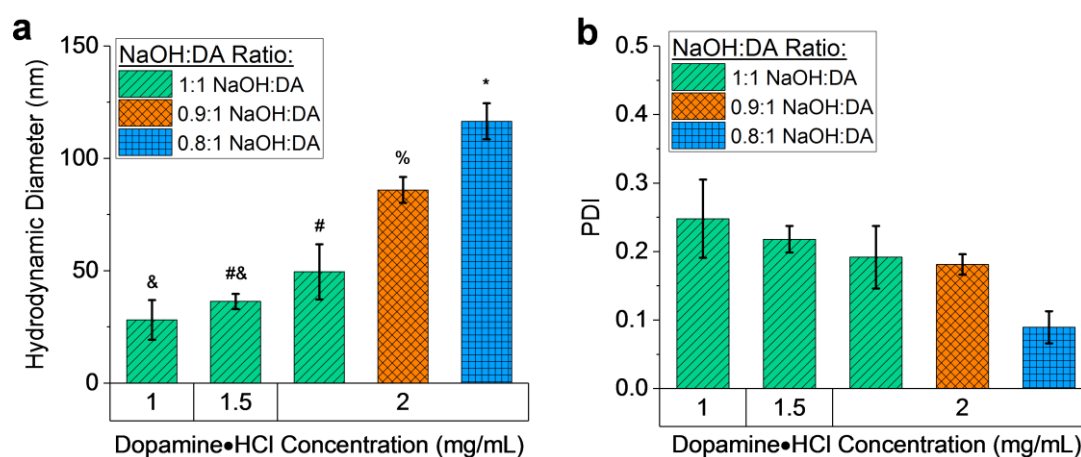 a
150
100
50
0
Hydrodynamic Diameter (nm)
NaOH:DA Ratio:
1:1 NaOH:DA
0.9:1 NaOH:DA
0.8:1 NaOH:DA
&
#&
#
%
*
1
1.5
2
Dopamine●HCl Concentration (mg/mL)
b
0.5
0.4
0.3
0.2
0.1
0.0
PDI
NaOH:DA Ratio:
1:1 NaOH:DA
0.9:1 NaOH:DA
0.8:1 NaOH:DA
1
1.5
2
Dopamine●HCl Concentration (mg/mL)